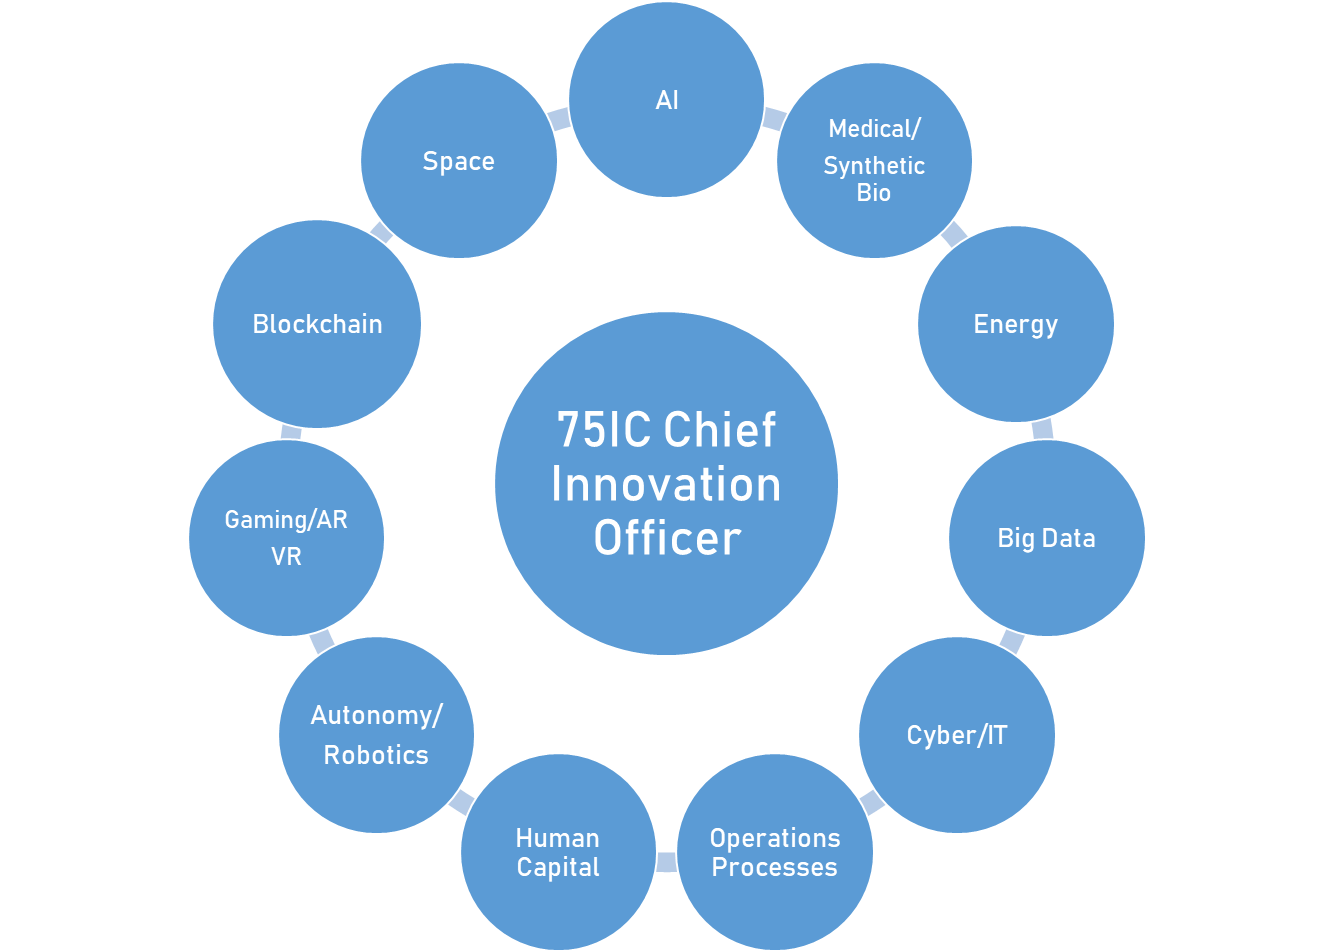 AI
Medical/
Synthetic
Bio
Energy
Big Data
Cyber/IT
Operations
Processes
Human
Capital
Autonomy/
Robotics
Gaming/AR
VR
Blockchain
Space
75IC Chief
Innovation
Officer